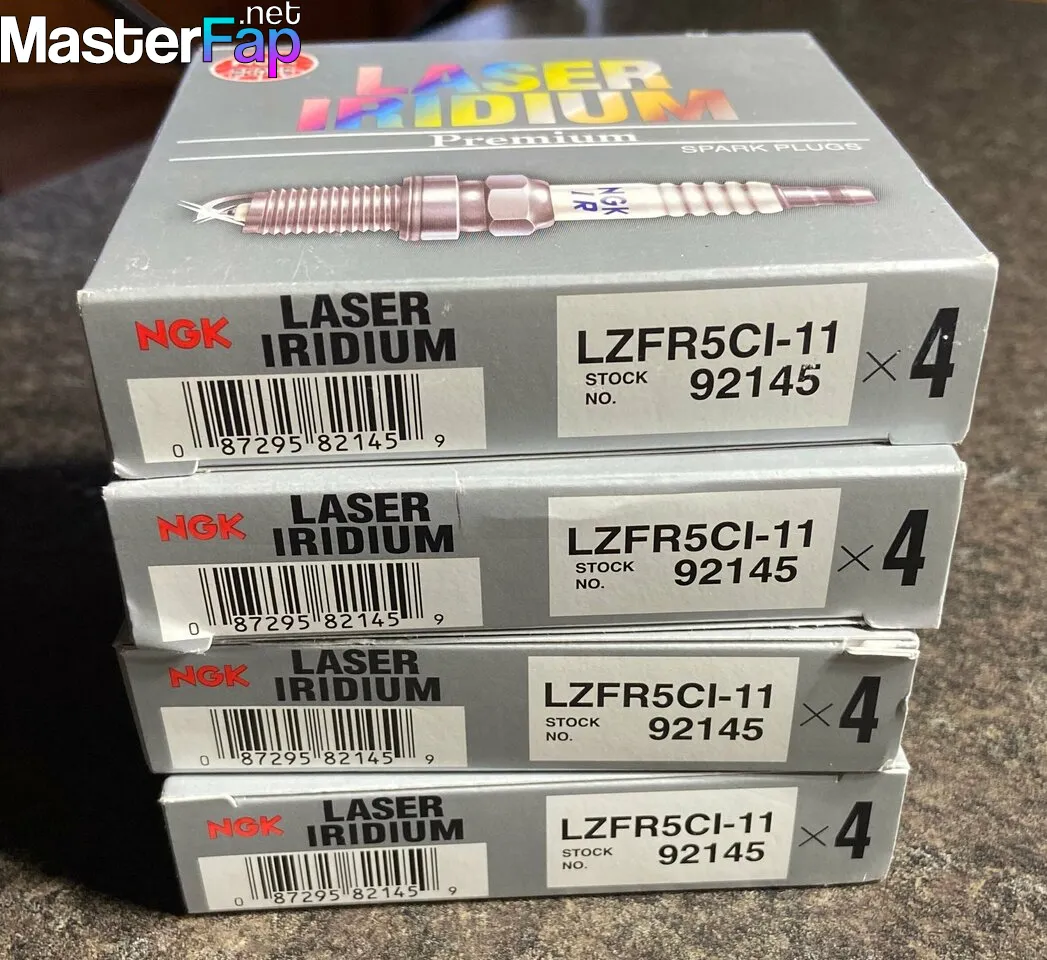 MasterFap.net
LASER
IRIDIUM
Premium
SPARK PLUGS
NGK
IR
NGK
LASER
IRIDIUM
LZFR5CI-11
STOCK NO. 92145
×4
0 87295 82145 9
NGK
LASER
IRIDIUM
LZFR5CI-11
STOCK NO. 92145
×4
0 87295 82145 9
NGK
LASER
IRIDIUM
LZFR5CI-11
STOCK NO. 92145
×4
0 87295 82145 9
NGK
LASER
IRIDIUM
LZFR5CI-11
STOCK NO. 92145
×4
0 87295 82145 9